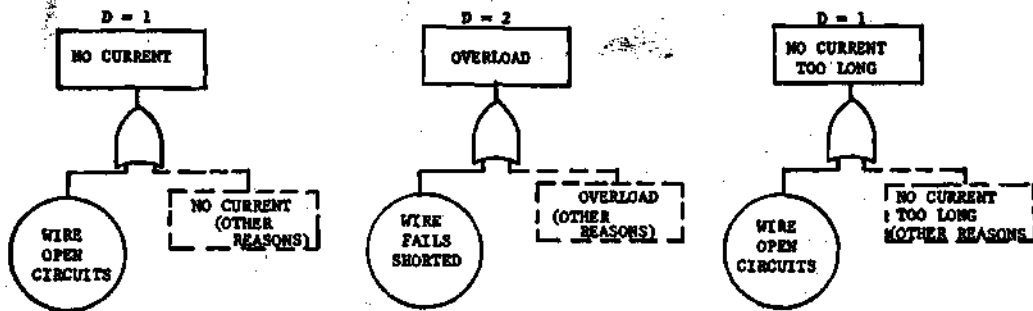 D = 1
NO CURRENT
NO CURRENT
(OTHER
REASONS)
WIRE
OPEN
CIRCUITS
D = 2
OVERLOAD
OVERLOAD
(OTHER
REASONS)
WIRE
FAILS
SHORTED
D = 1
NO CURRENT
TOO LONG
NO CURRENT
TOO LONG
(OTHER REASONS
WIRE
OPEN
CIRCUITS